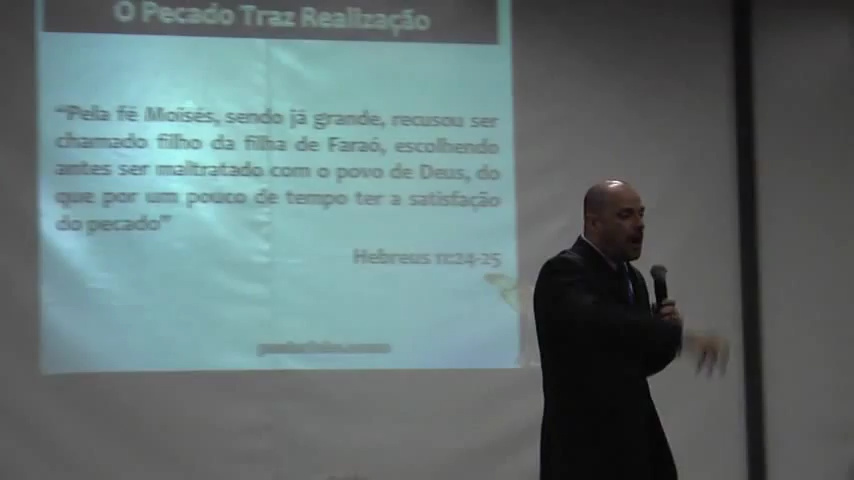 O Pecado Traz Realização
“Pela fé Moisés, sendo já grande, recusou ser
chamado filho da filha de Faraó, escolhendo
antes ser maltratado com o povo de Deus, do
que por um pouco de tempo ter a satisfação
do pecado”
Hebreus 11:24-25